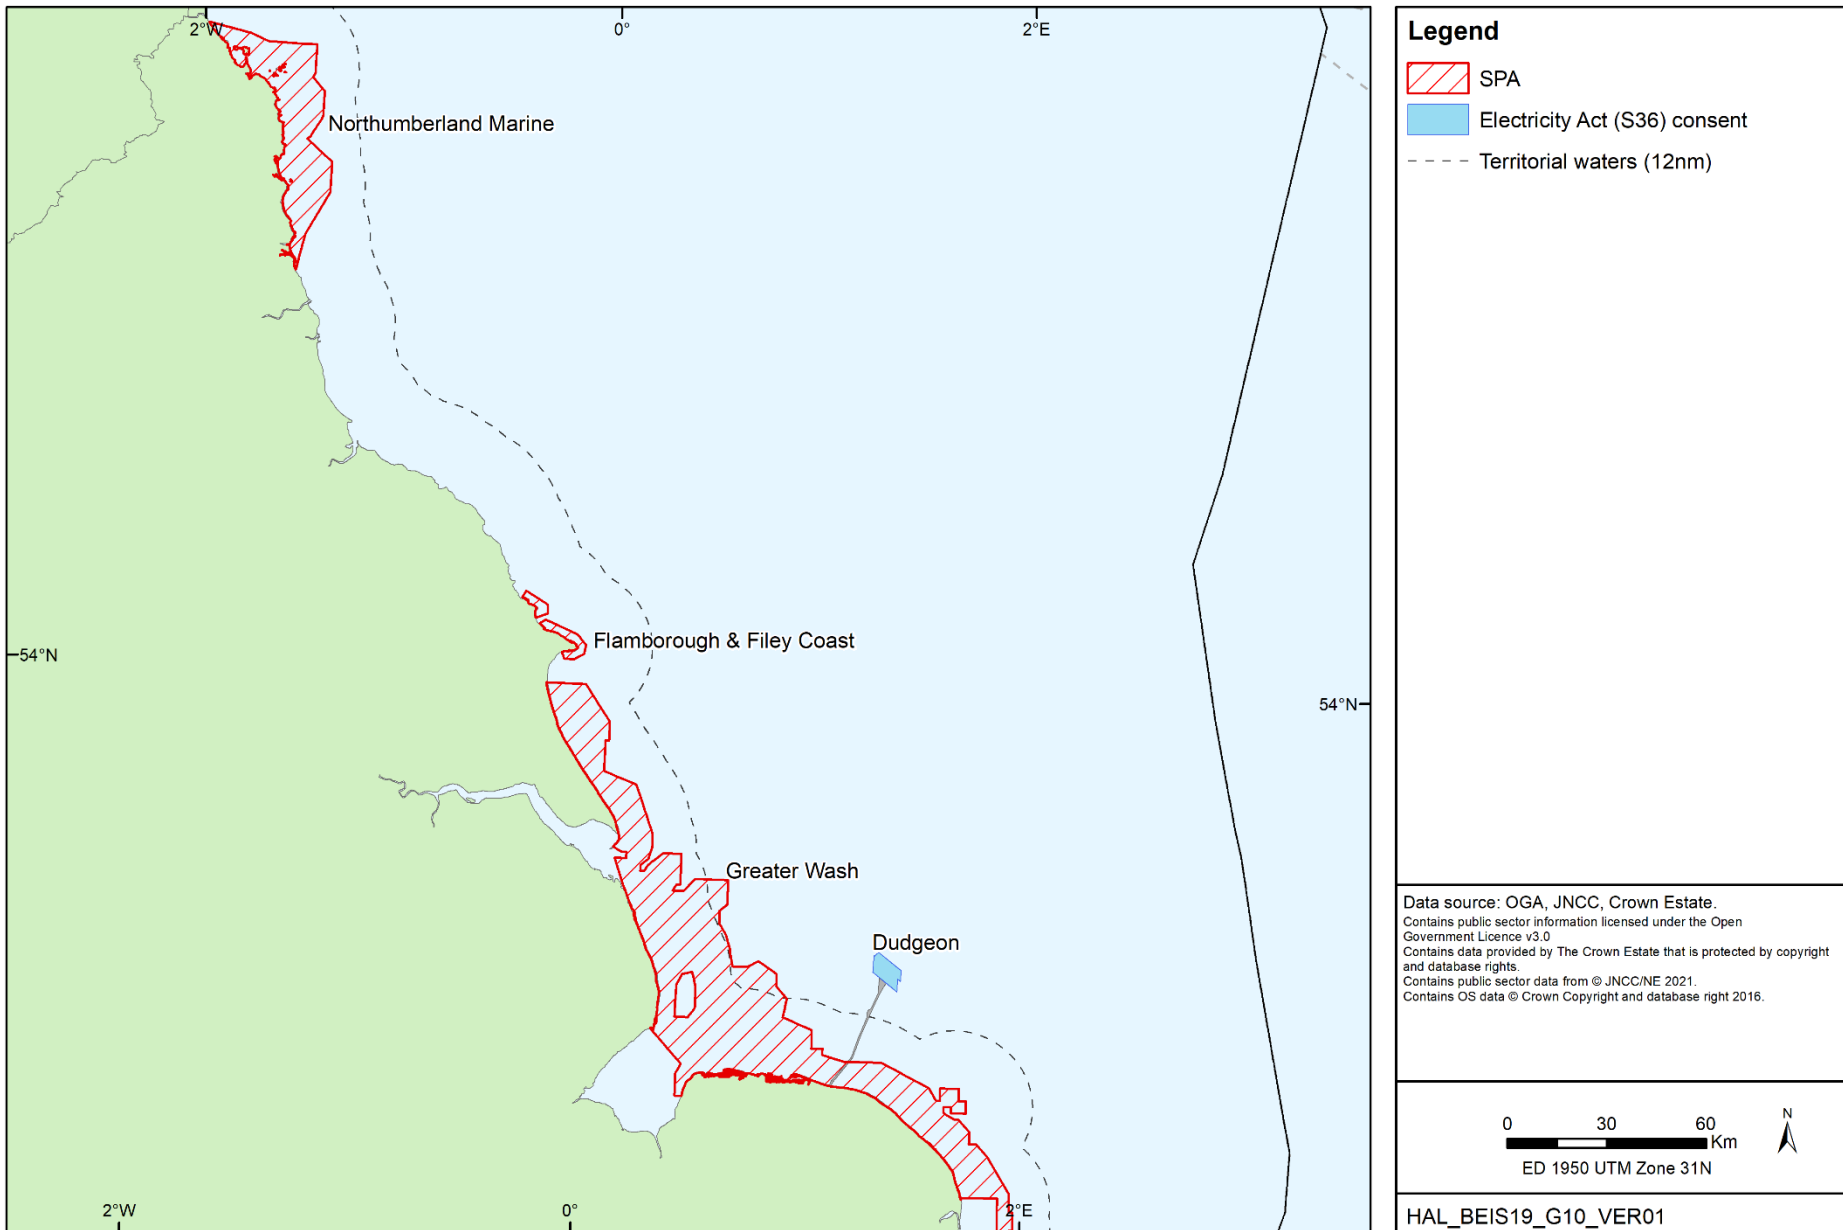 2°W
0°
2°E
Northumberland Marine
Flamborough & Filey Coast
54°N
54°N
Greater Wash
Dudgeon
2°W
0°
2°E
Legend
SPA
Electricity Act (S36) consent
Territorial waters (12nm)
Data source: OGA, JNCC, Crown Estate.
Contains public sector information licensed under the Open
Government Licence v3.0
Contains data provided by The Crown Estate that is protected by copyright
and database rights.
Contains public sector data from © JNCC/NE 2021.
Contains OS data © Crown Copyright and database right 2016.
0 30 60
Km
N
ED 1950 UTM Zone 31N
HAL_BEIS19_G10_VER01